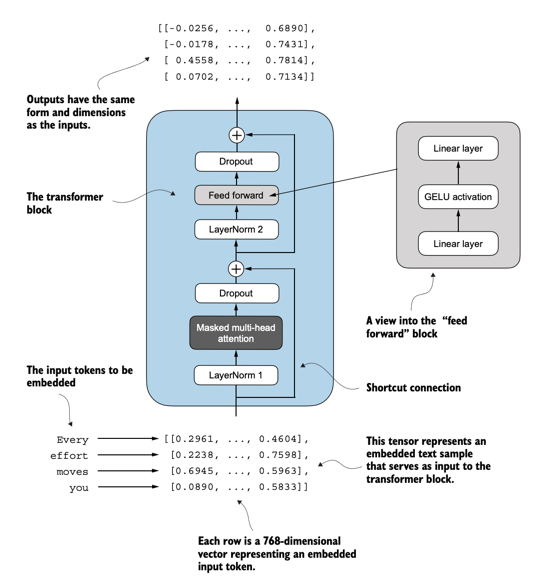 [[-0.0256, ..., 0.6890],
[-0.0178, ..., 0.7431],
[ 0.4558, ..., 0.7814],
[ 0.0702, ..., 0.7134]]
Outputs have the same
form and dimensions
as the inputs.
+
Dropout
Feed forward
LayerNorm 2
+
Dropout
Masked multi-head
attention
LayerNorm 1
The transformer
block
Linear layer
GELU activation
Linear layer
A view into the “feed
forward” block
Shortcut connection
The input tokens to be
embedded
Every [[0.2961, ..., 0.4604],
effort [0.2238, ..., 0.7598],
moves [0.6945, ..., 0.5963],
you [0.0890, ..., 0.5833]]
This tensor represents an
embedded text sample
that serves as input to the
transformer block.
Each row is a 768-dimensional
vector representing an embedded
input token.